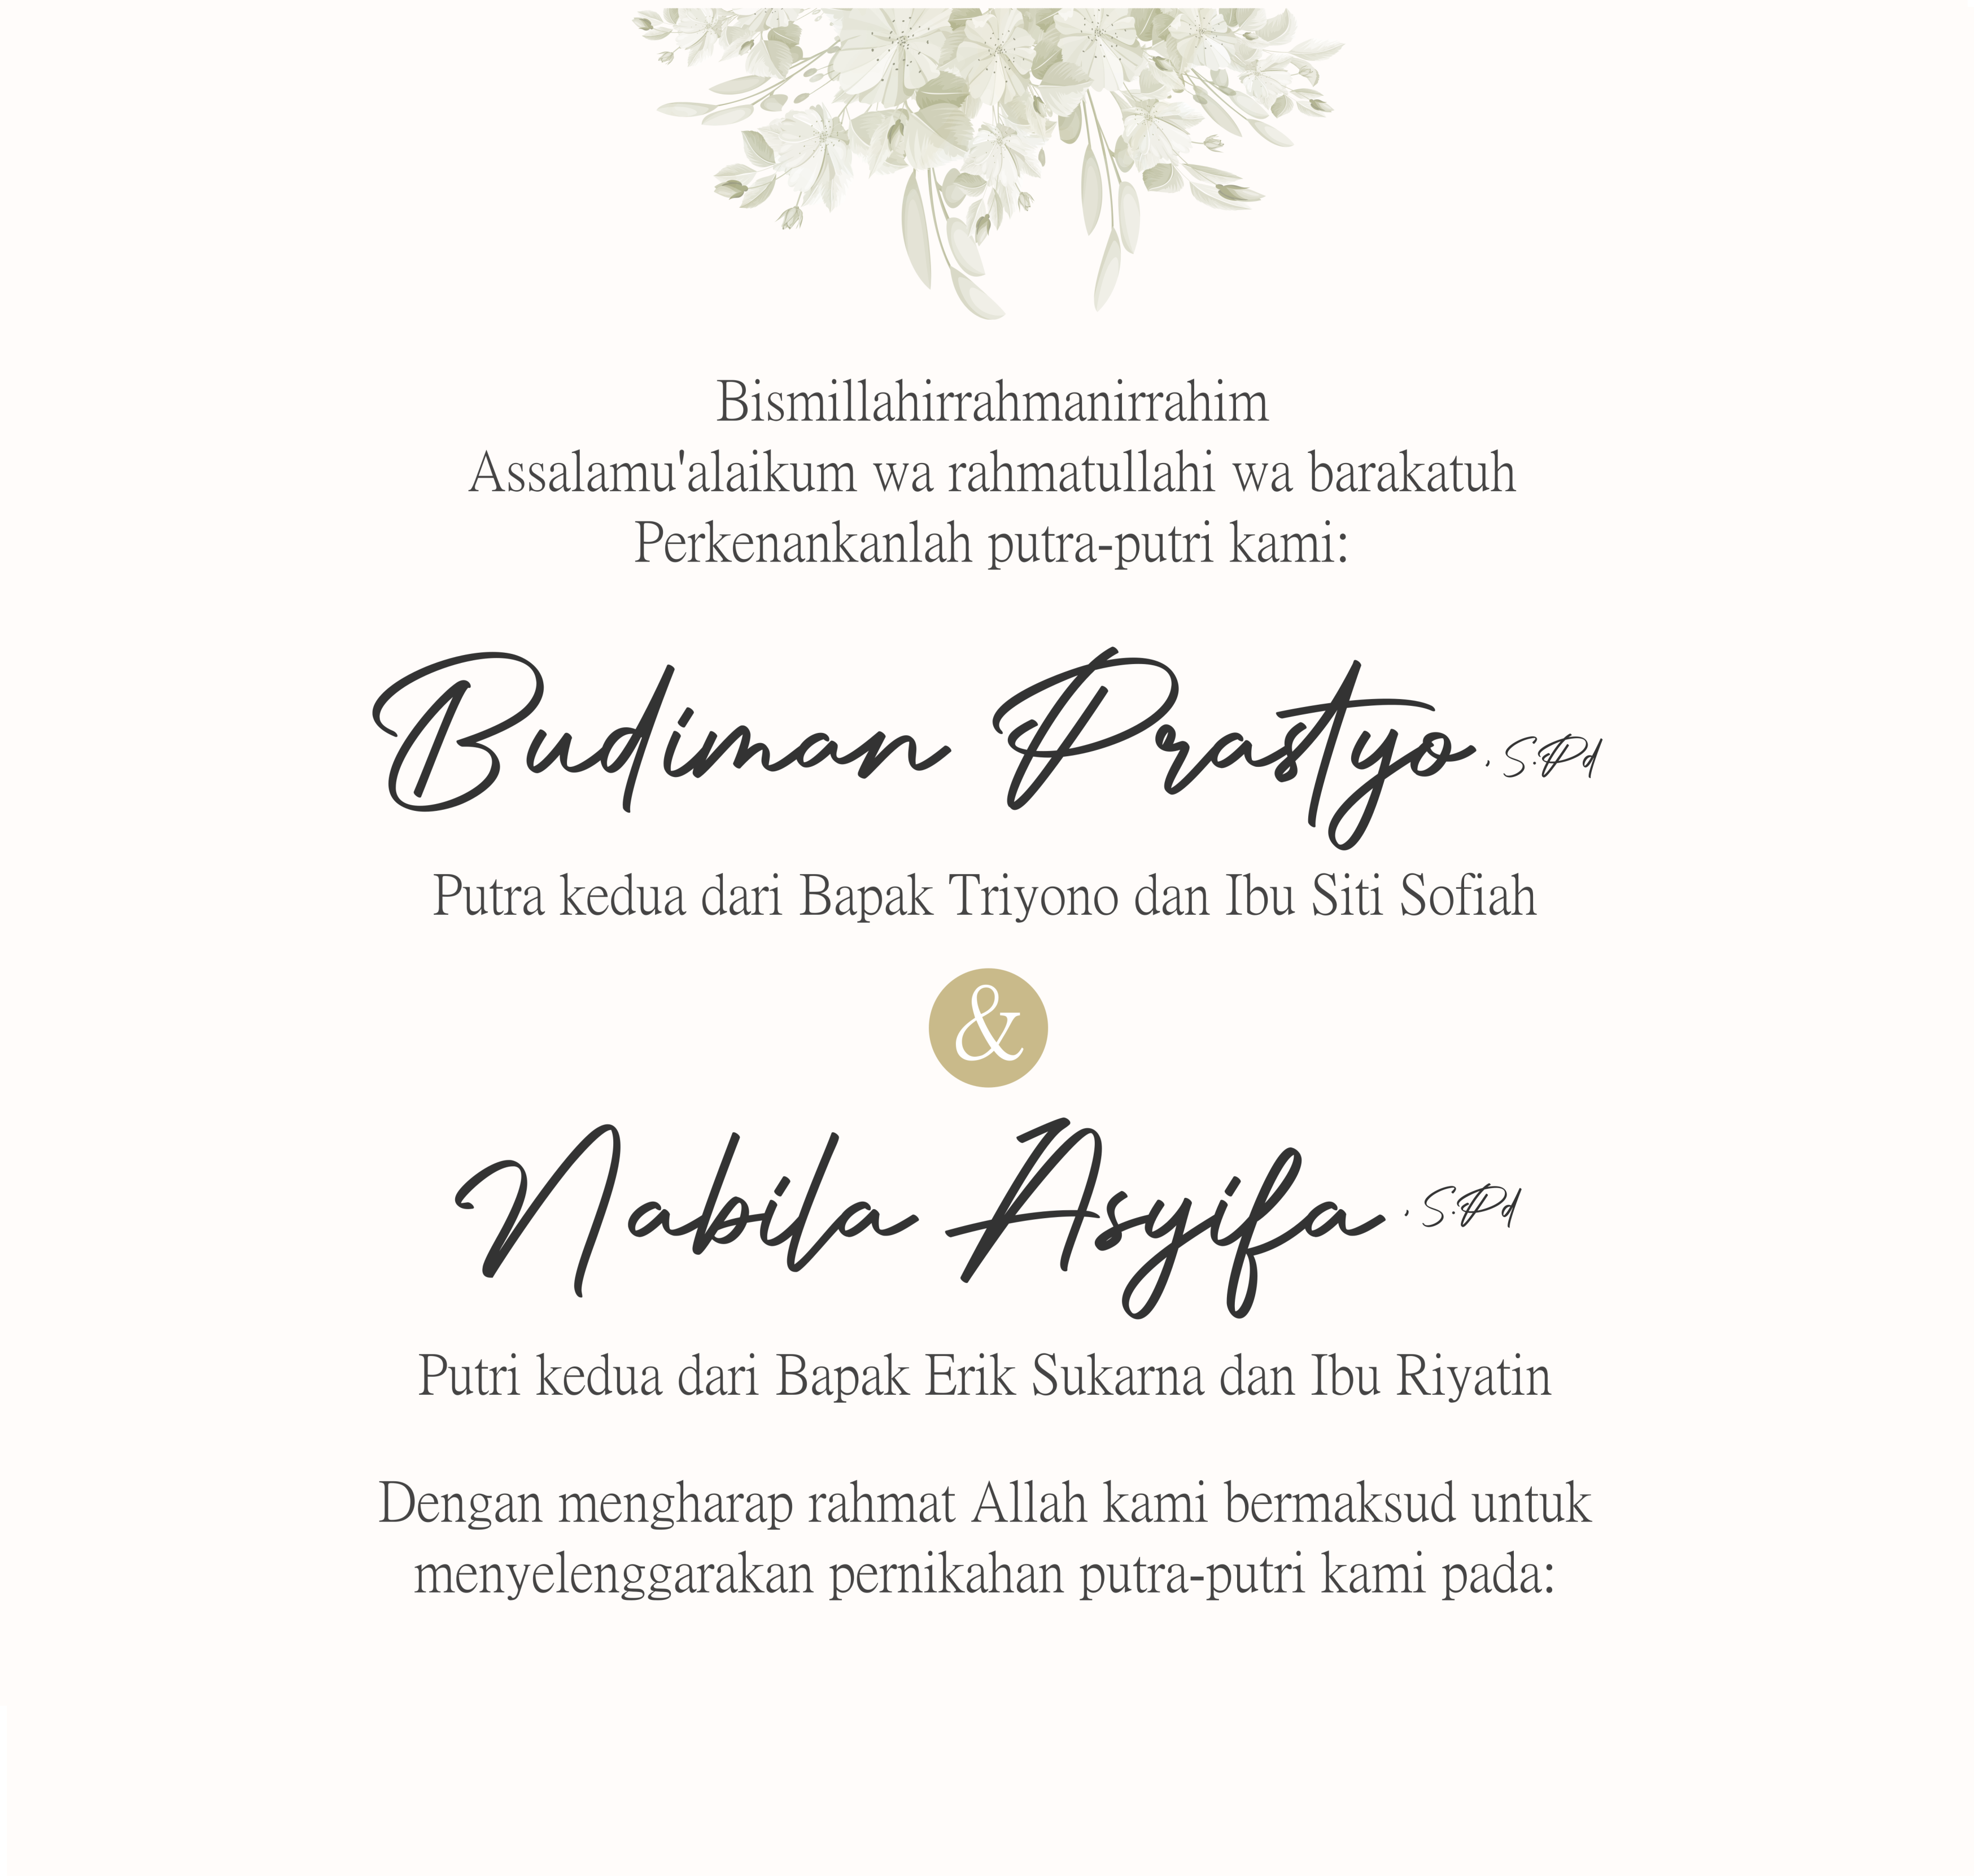 Bismillahirrahmanirrahim
Assalamu'alaikum wa rahmatullahi wa barakatuh
Perkenankanlah putra-putri kami:
Budiman Prastyo, S.Pd
Putra kedua dari Bapak Triyono dan Ibu Siti Sofiah
&
Nabila Asyifa, S.Pd
Putri kedua dari Bapak Erik Sukarna dan Ibu Riyatin
Dengan mengharap rahmat Allah kami bermaksud untuk
menyelenggarakan pernikahan putra-putri kami pada: